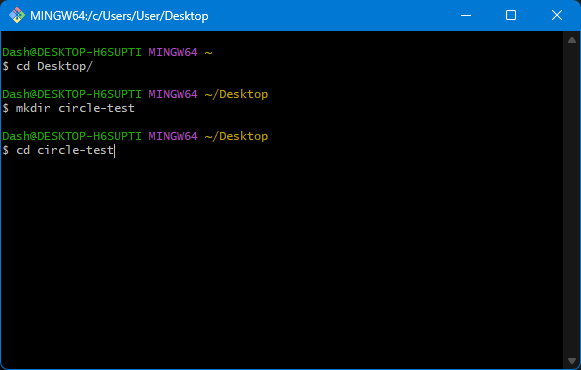 MINGW64:/c/Users/User/Desktop
Dash@DESKTOP-H6SUPTI MINGW64 ~
$ cd Desktop/
Dash@DESKTOP-H6SUPTI MINGW64 ~/Desktop
$ mkdir circle-test
Dash@DESKTOP-H6SUPTI MINGW64 ~/Desktop
$ cd circle-test